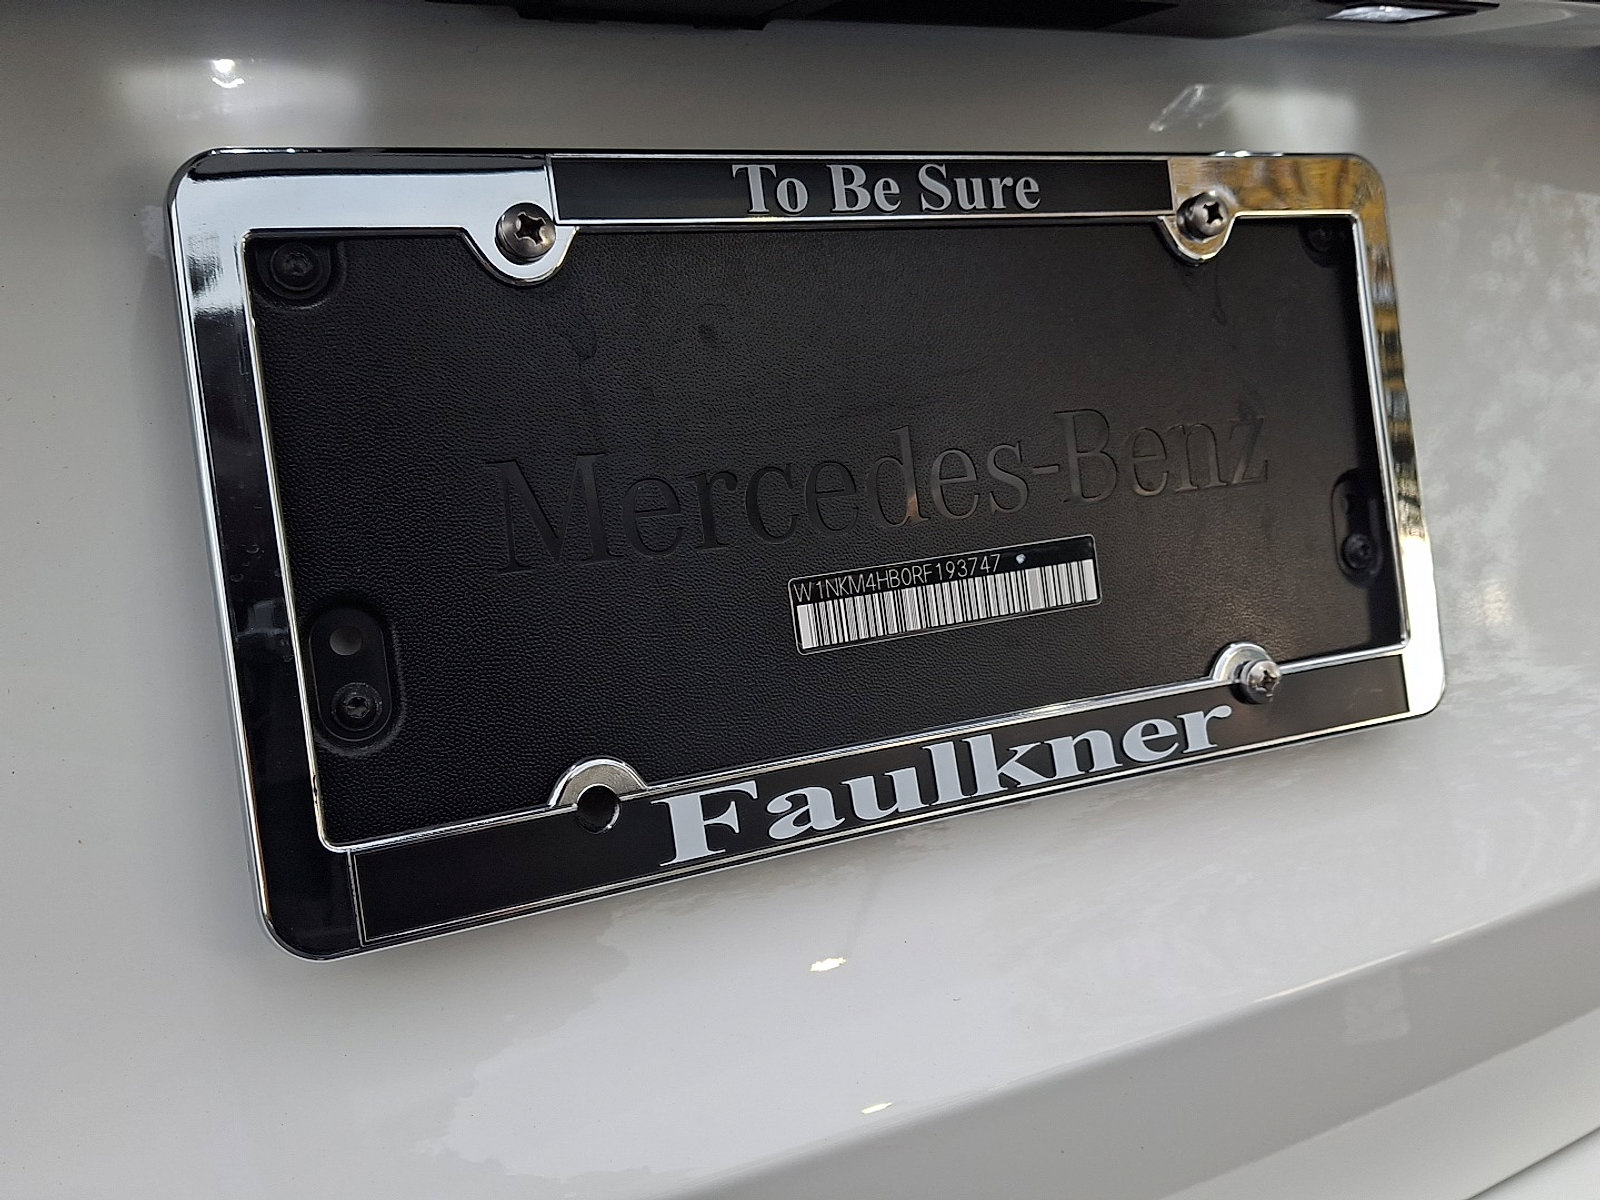 To Be Sure
Mercedes-Benz
W1NKM4HB0RF193747
Faulkner